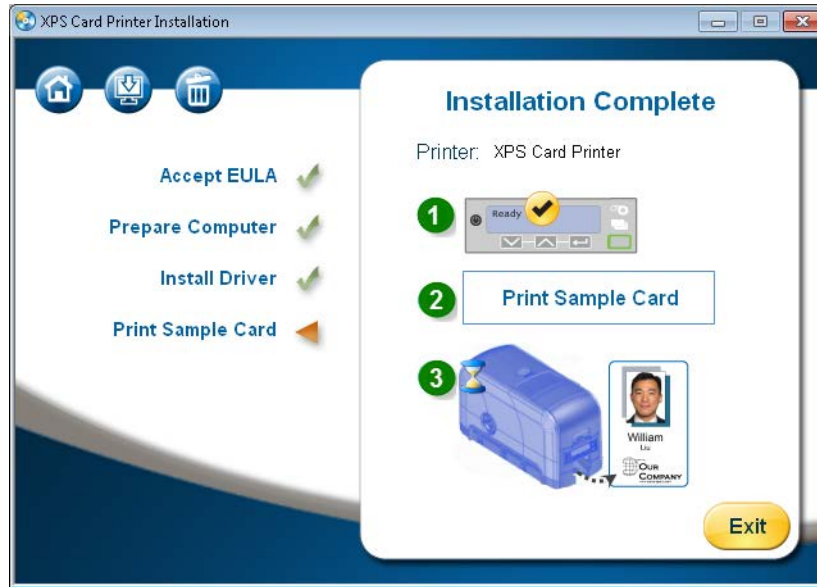 XPS Card Printer Installation
Accept EULA
Prepare Computer
Install Driver
Print Sample Card
Installation Complete
Printer: XPS Card Printer
1
Ready
2
Print Sample Card
3
William
Liu
OUR
COMPANY
Exit